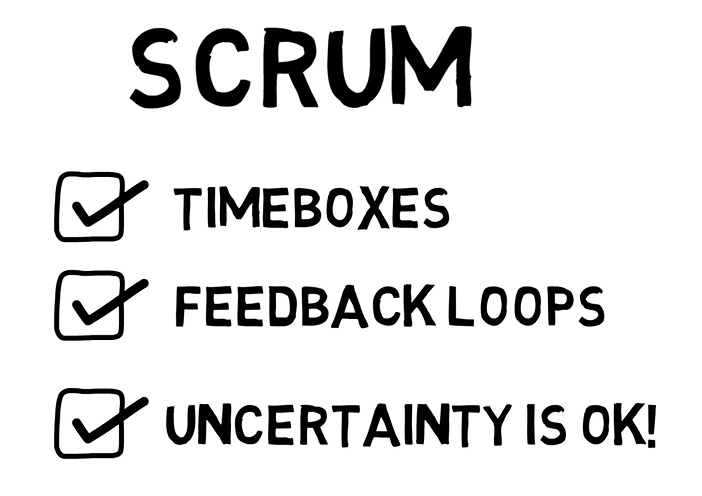 SCRUM
TIMEBOXES
FEEDBACK LOOPS
UNCERTAINTY IS OK!